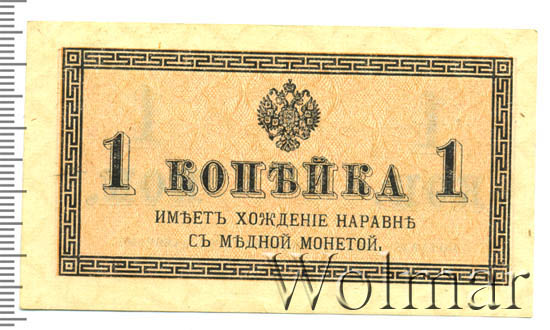 1 КОПѢЙКА 1
ИМѢЕТЪ ХОЖДЕНІЕ НАРАВНѢ
СЪ МѢДНОЙ МОНЕТОЙ.
Wolmar